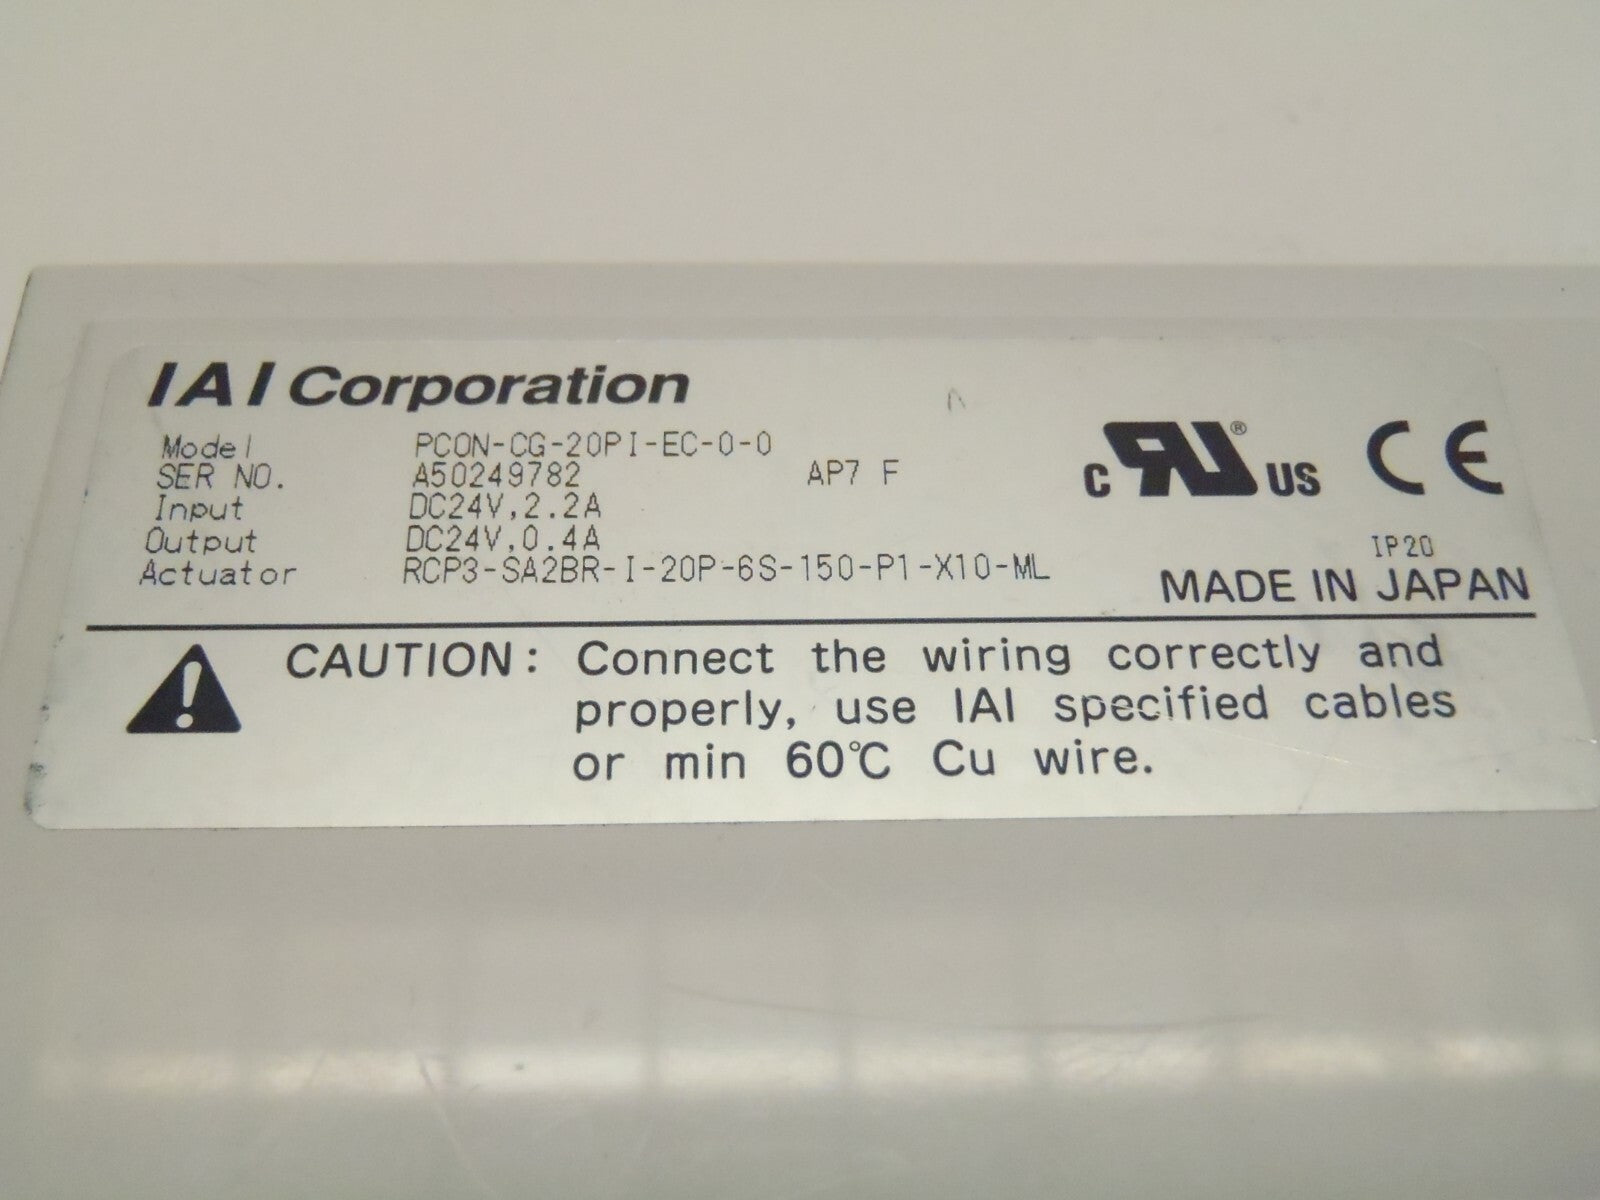 IAI Corporation
Model PCON-CG-20PI-EC-0-0
SER NO. A50249782 AP7 F
Input DC24V,2.2A
Output DC24V,0.4A
Actuator RCP3-SA2BR-I-20P-6S-150-P1-X10-ML
c RU ® US CE
IP20
MADE IN JAPAN
CAUTION: Connect the wiring correctly and
properly, use IAI specified cables
or min 60℃ Cu wire.